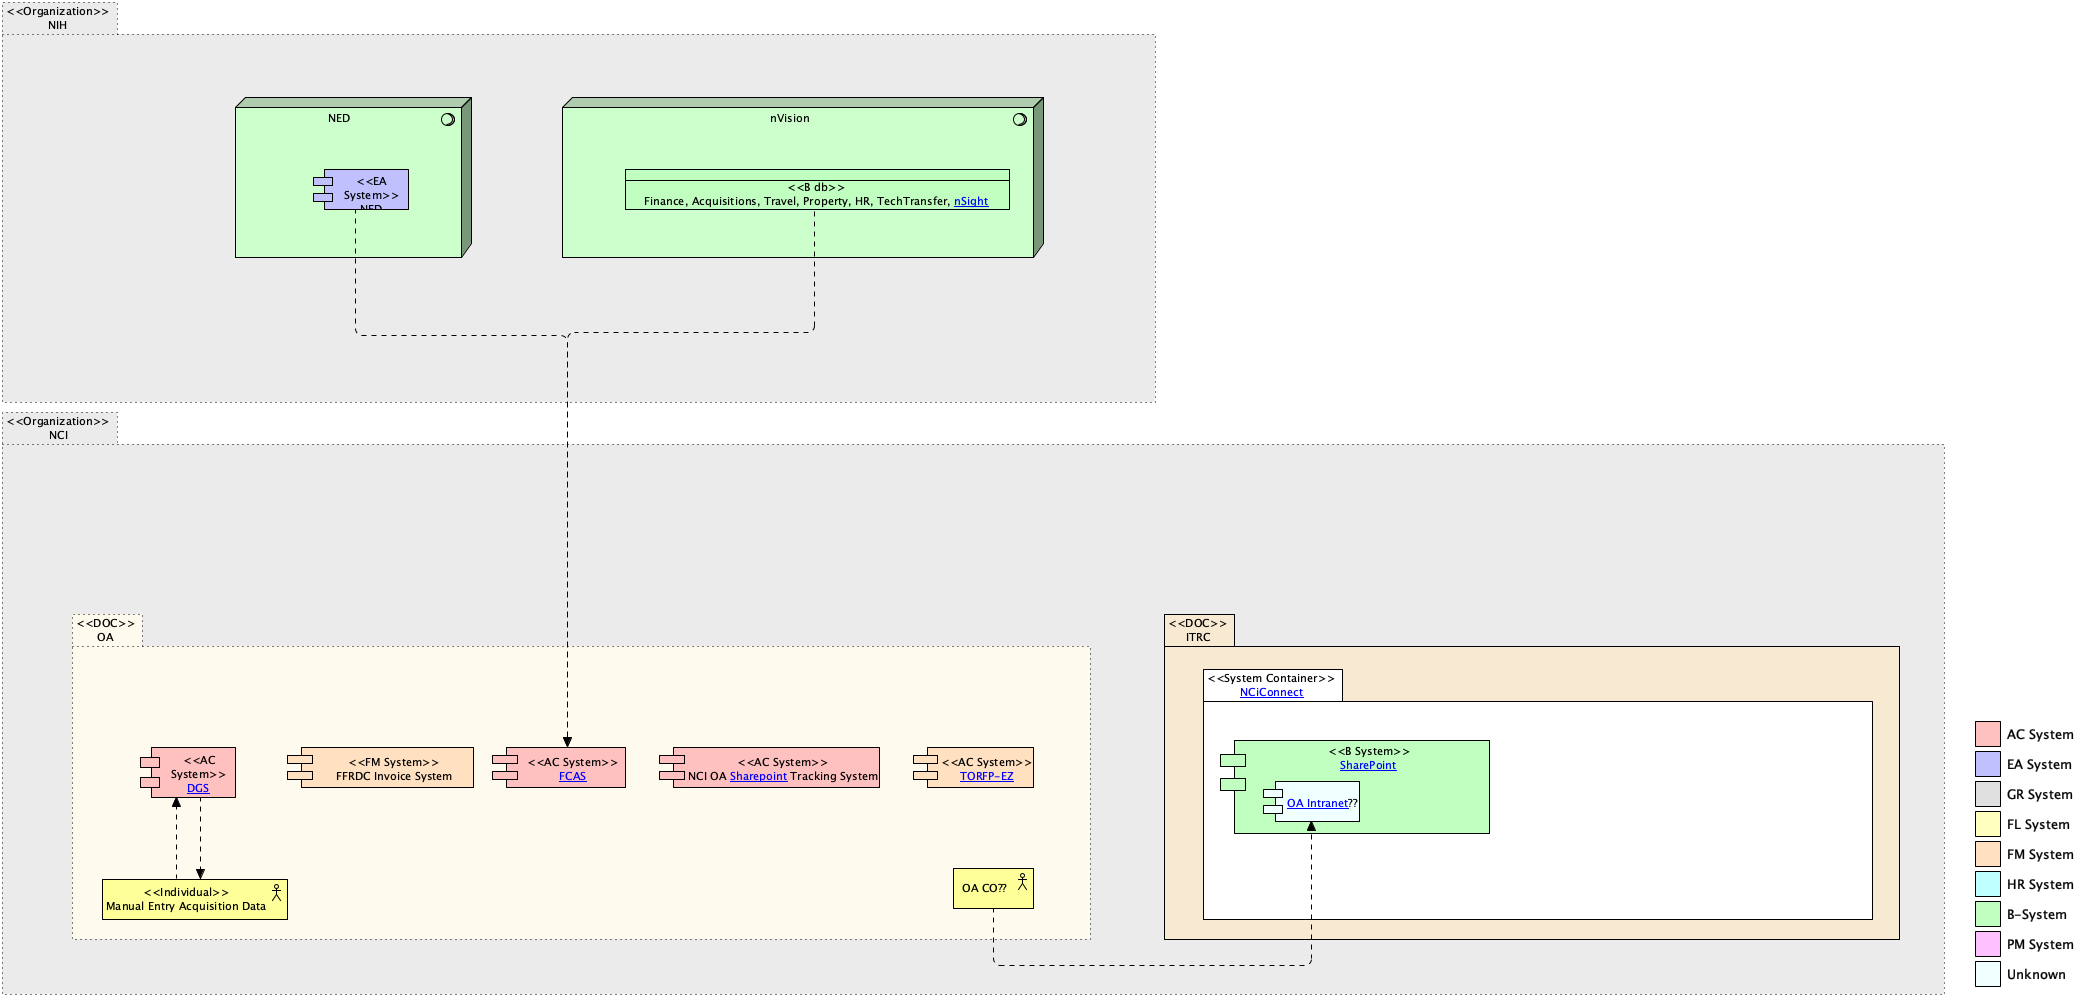 <<Organization>>
NIH
NED
<<EA
System>>
NED
nVision
<<B db>>
Finance, Acquisitions, Travel, Property, HR, TechTransfer, nSight
<<Organization>>
NCI
<<DOC>>
OA
<<AC
System>>
DGS
<<FM System>>
FFRDC Invoice System
<<AC System>>
FCAS
<<AC System>>
NCI OA Sharepoint Tracking System
<<AC System>>
TORFP-EZ
<<Individual>>
Manual Entry Acquisition Data
OA CO??
<<DOC>>
ITRC
<<System Container>>
NCiConnect
<<B System>>
SharePoint
OA Intranet??
AC System
EA System
GR System
FL System
FM System
HR System
B-System
PM System
Unknown